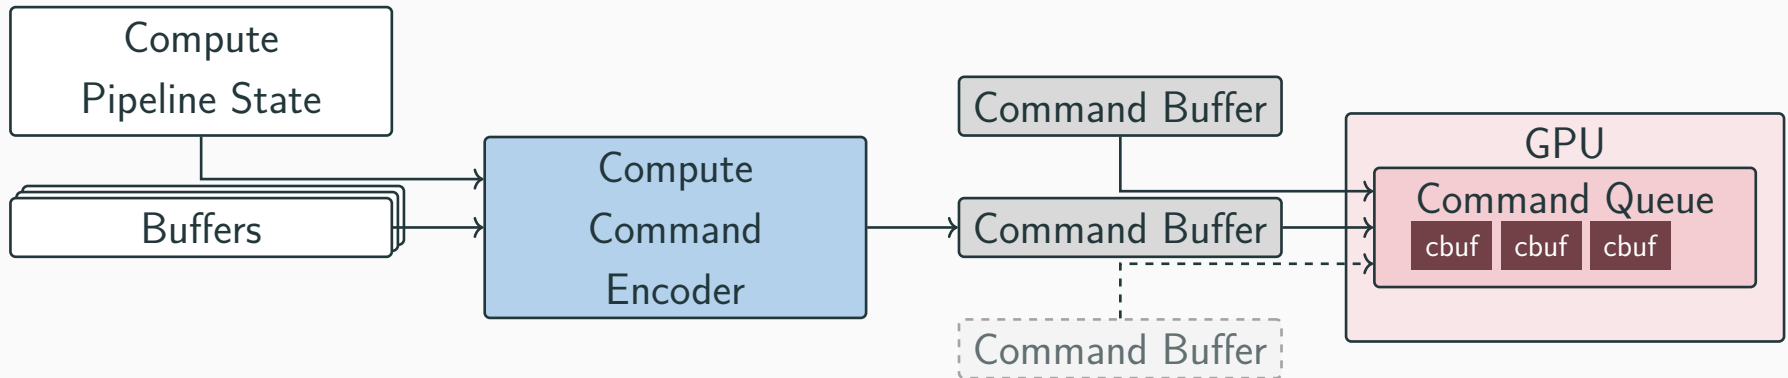 Compute
Pipeline State
Buffers
Compute
Command
Encoder
Command Buffer
Command Buffer
Command Buffer
GPU
Command Queue
cbuf cbuf cbuf